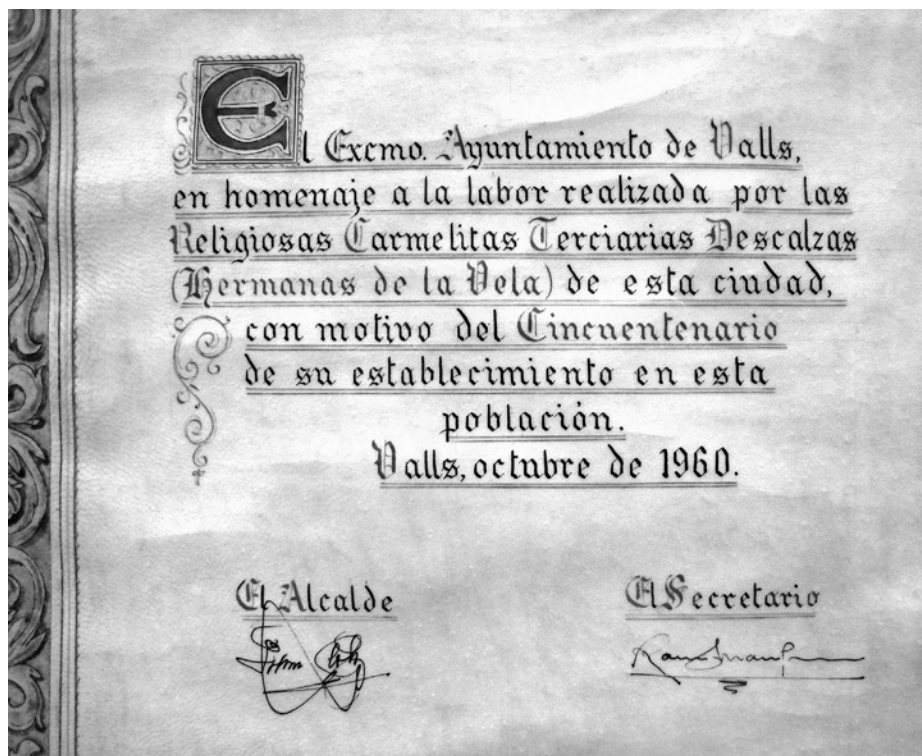 El Excmo. Ayuntamiento de Valls,
en homenaje a la labor realizada por las
Religiosas Carmelitas Terciarias Descalzas
(Hermanas de la Vela) de esta ciudad,
con motivo del Cincuentenario
de su establecimiento en esta
población.
Valls, octubre de 1960.
El Alcalde
El Secretario